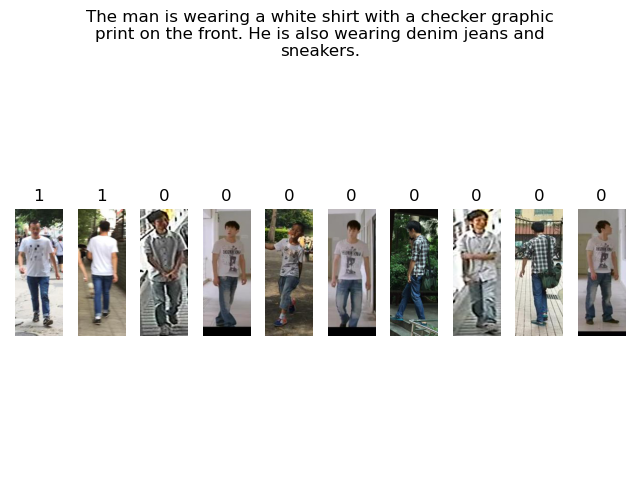 The man is wearing a white shirt with a checker graphic
print on the front. He is also wearing denim jeans and
sneakers.
1 1 0 0 0 0 0 0 0 0